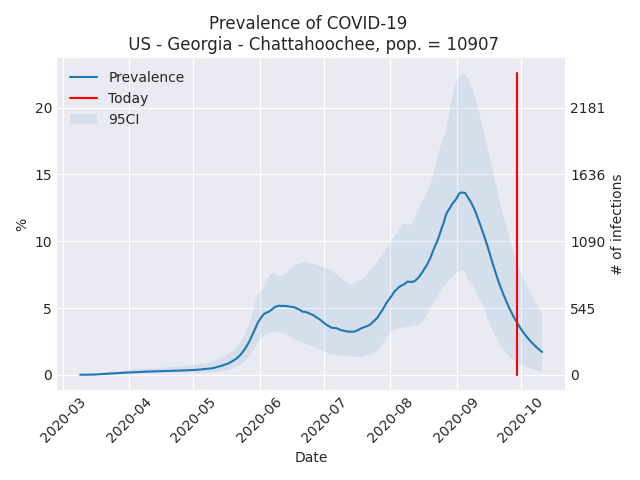 Prevalence of COVID-19
US - Georgia - Chattahoochee, pop. = 10907
Prevalence
Today
95CI
%
20
15
10
5
0
2181
1636
1090
545
0
# of infections
2020-03
2020-04
2020-05
2020-06
2020-07
2020-08
2020-09
2020-10
Date